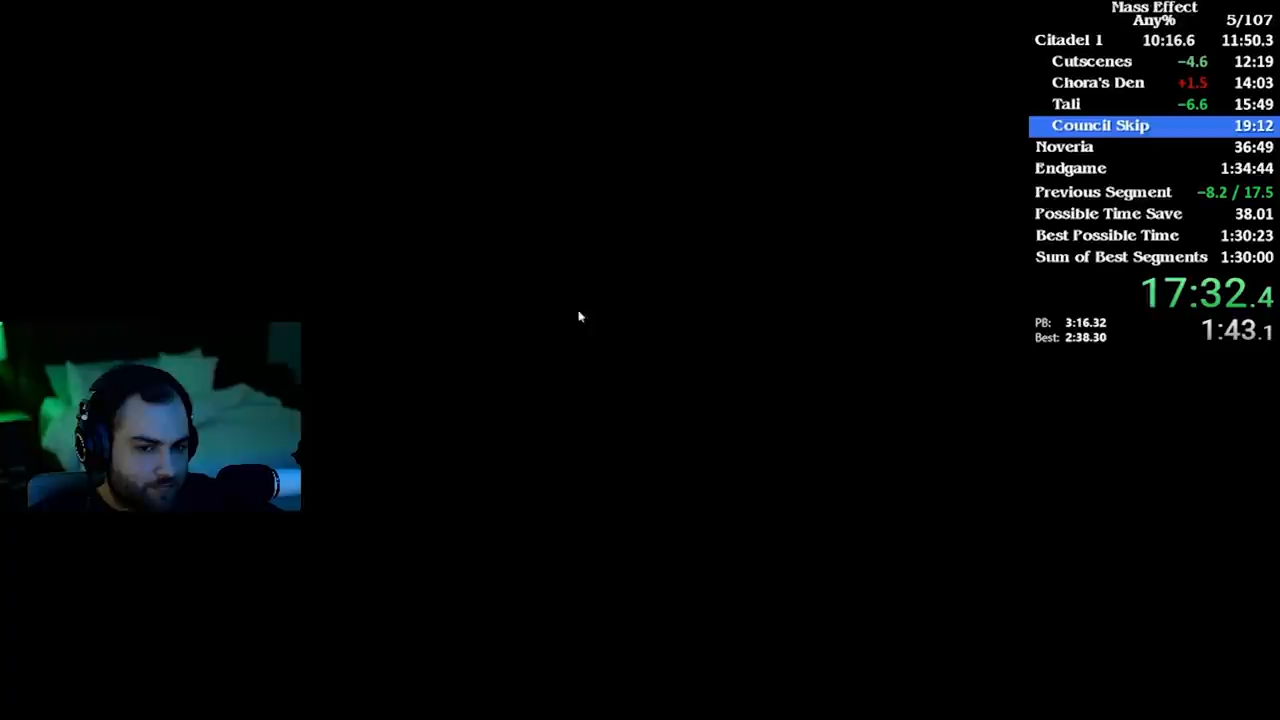 Mass Effect
Any% 5/107
Citadel 1 10:16.6 11:50.3
Cutscenes −4.6 12:19
Chora's Den +1.5 14:03
Tali −6.6 15:49
Council Skip 19:12
Noveria 36:49
Endgame 1:34:44
Previous Segment −8.2 / 17.5
Possible Time Save 38.01
Best Possible Time 1:30:23
Sum of Best Segments 1:30:00
17:32.4
PB: 3:16.32 1:43.1
Best: 2:38.30